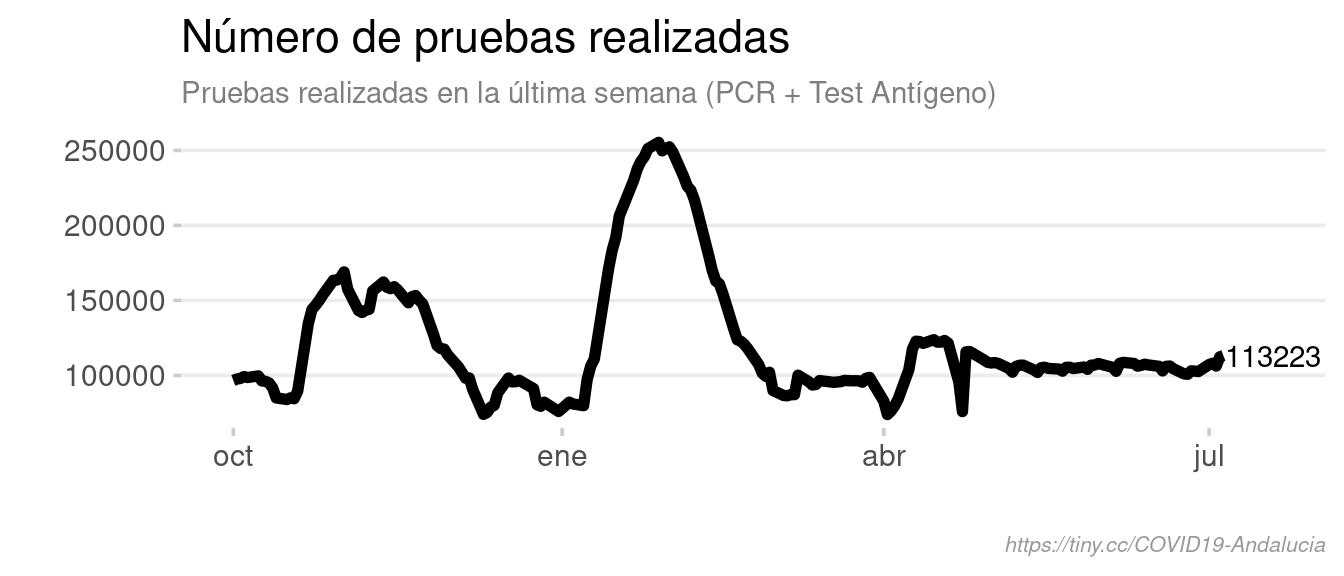 Número de pruebas realizadas
Pruebas realizadas en la última semana (PCR + Test Antígeno)
250000
200000
150000
100000
113223
oct ene abr jul
https://tiny.cc/COVID19-Andalucia